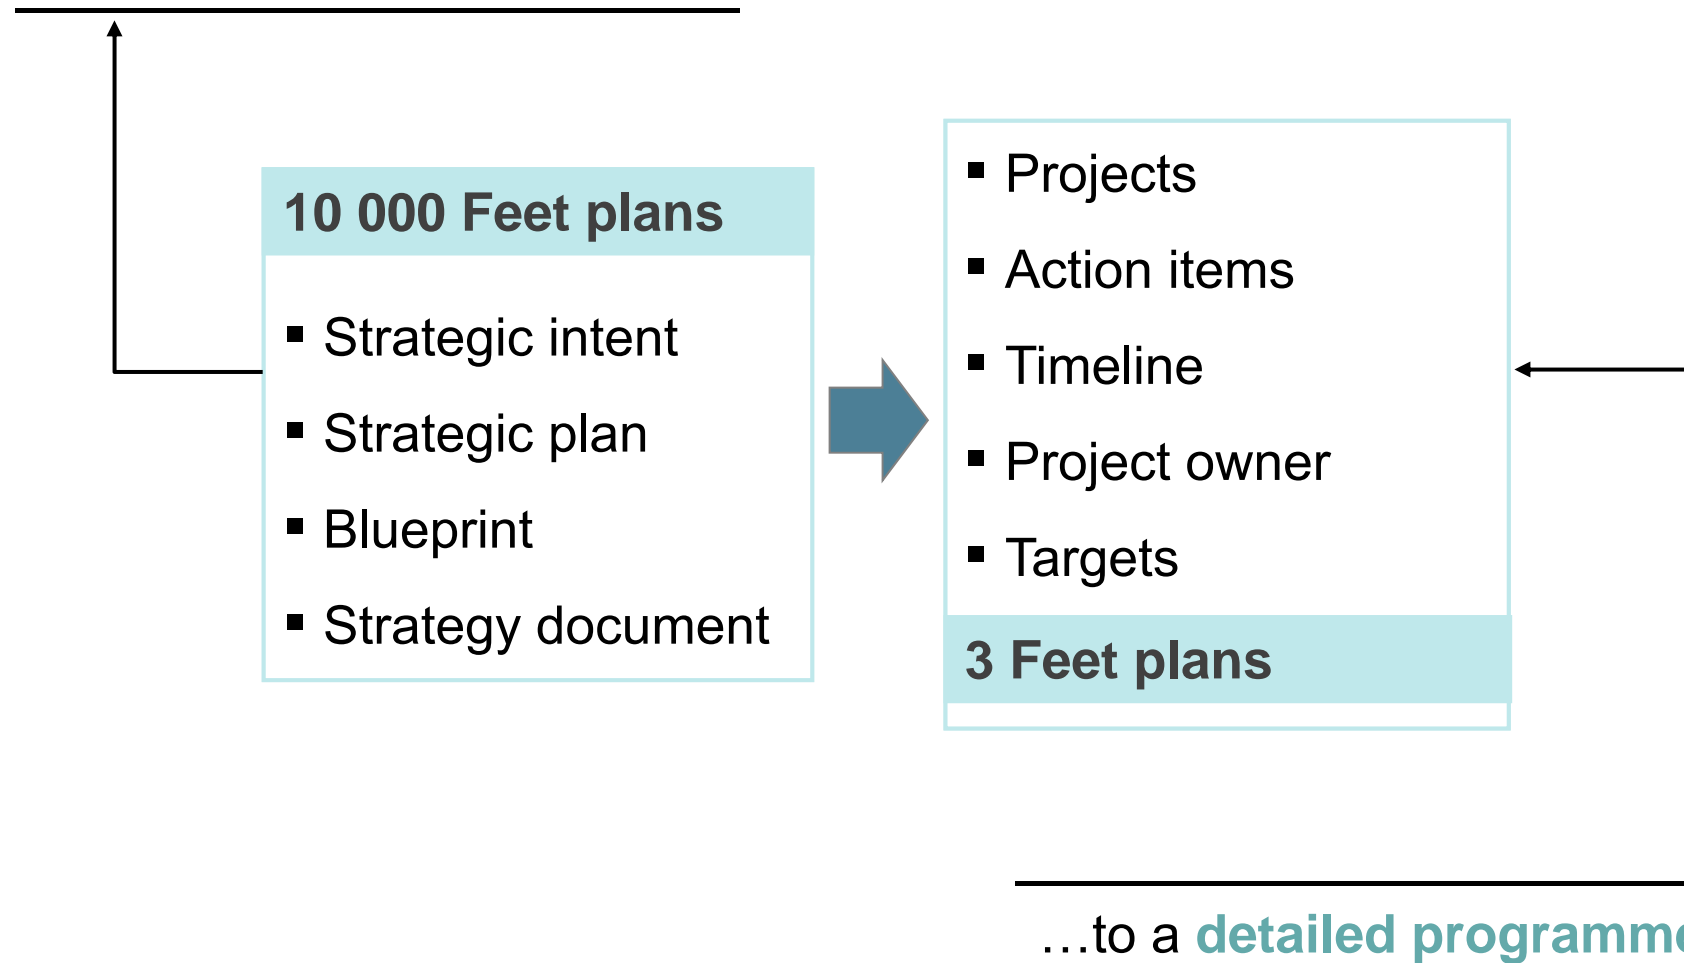 10 000 Feet plans
▪ Strategic intent
▪ Strategic plan
▪ Blueprint
▪ Strategy document
▪ Projects
▪ Action items
▪ Timeline
▪ Project owner
▪ Targets
3 Feet plans
…to a detailed programme